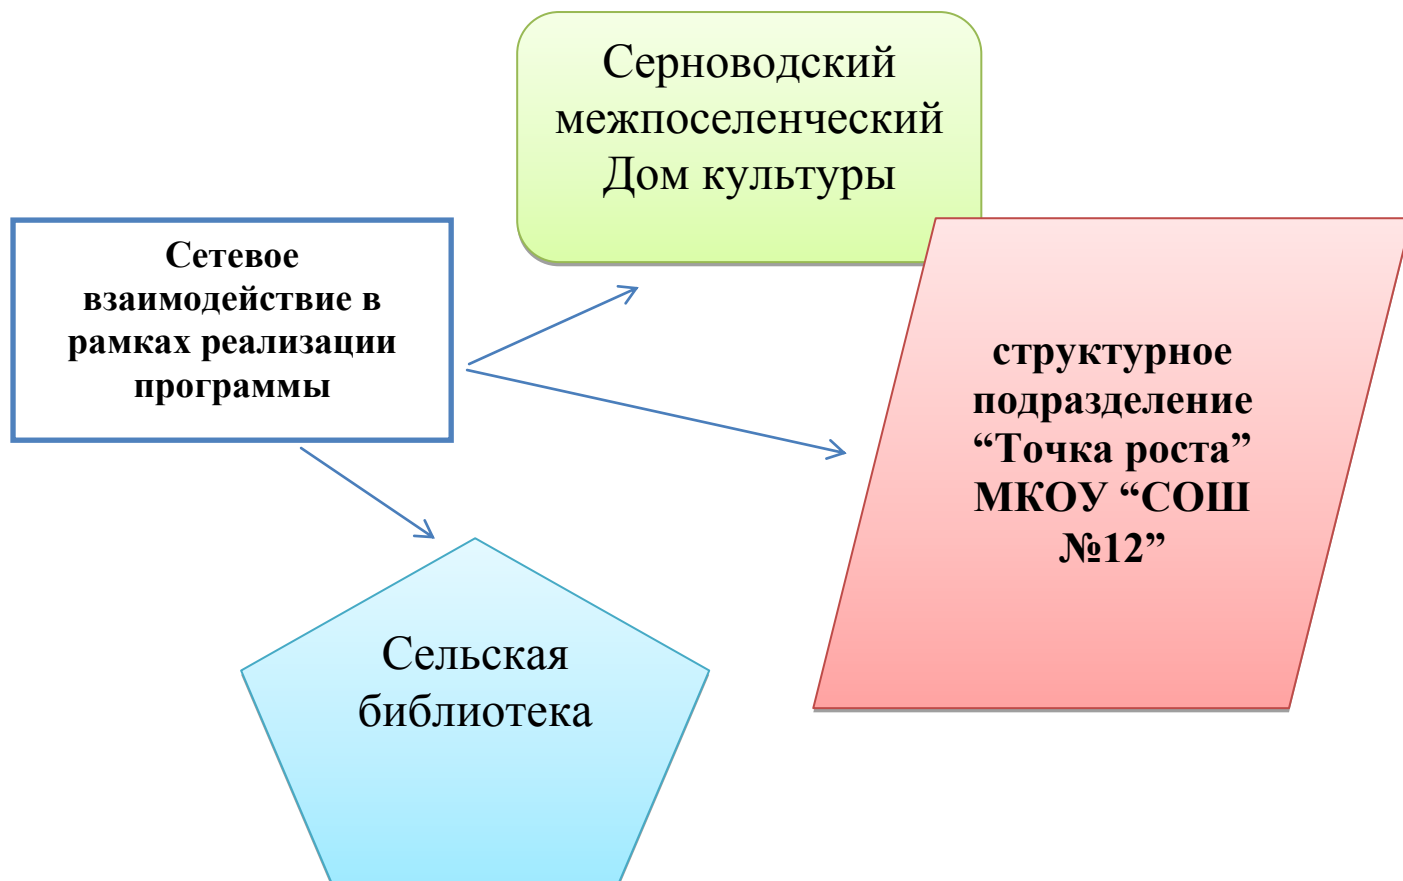 Серноводский
межпоселенческий
Дом культуры
Сетевое
взаимодействие в
рамках реализации
программы
структурное
подразделение
“Точка роста”
МКОУ “СОШ
№12”
Сельская
библиотека